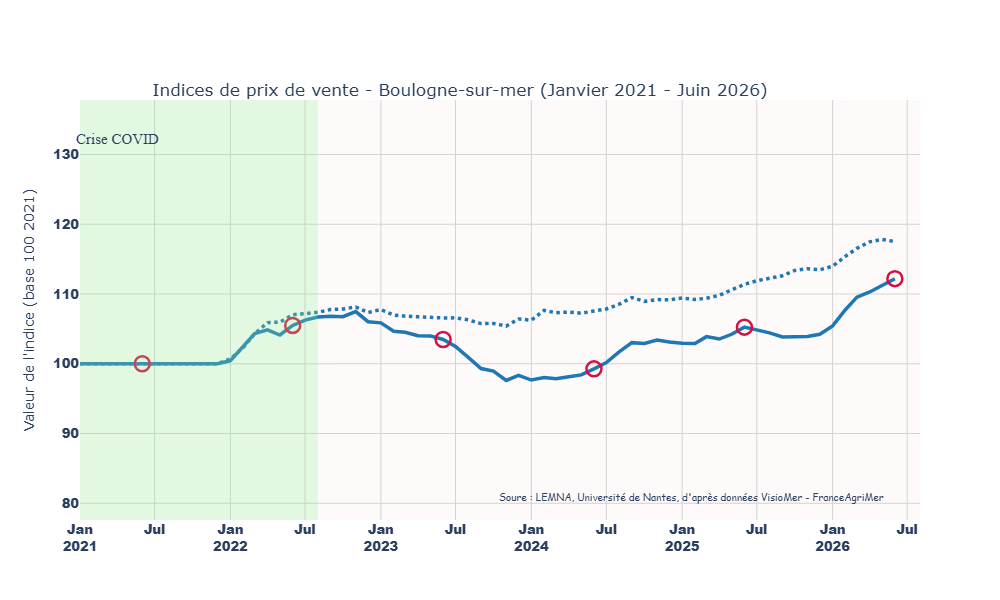 Indices de prix de vente - Boulogne-sur-mer (Janvier 2021 - Juin 2026)
Crise COVID
Valeur de l'indice (base 100 2021)
130
120
110
100
90
80
Soure : LEMNA, Université de Nantes, d'après données VisioMer - FranceAgriMer
Jan Jul Jan Jul Jan Jul Jan Jul Jan Jul Jan Jul
2021 2022 2023 2024 2025 2026